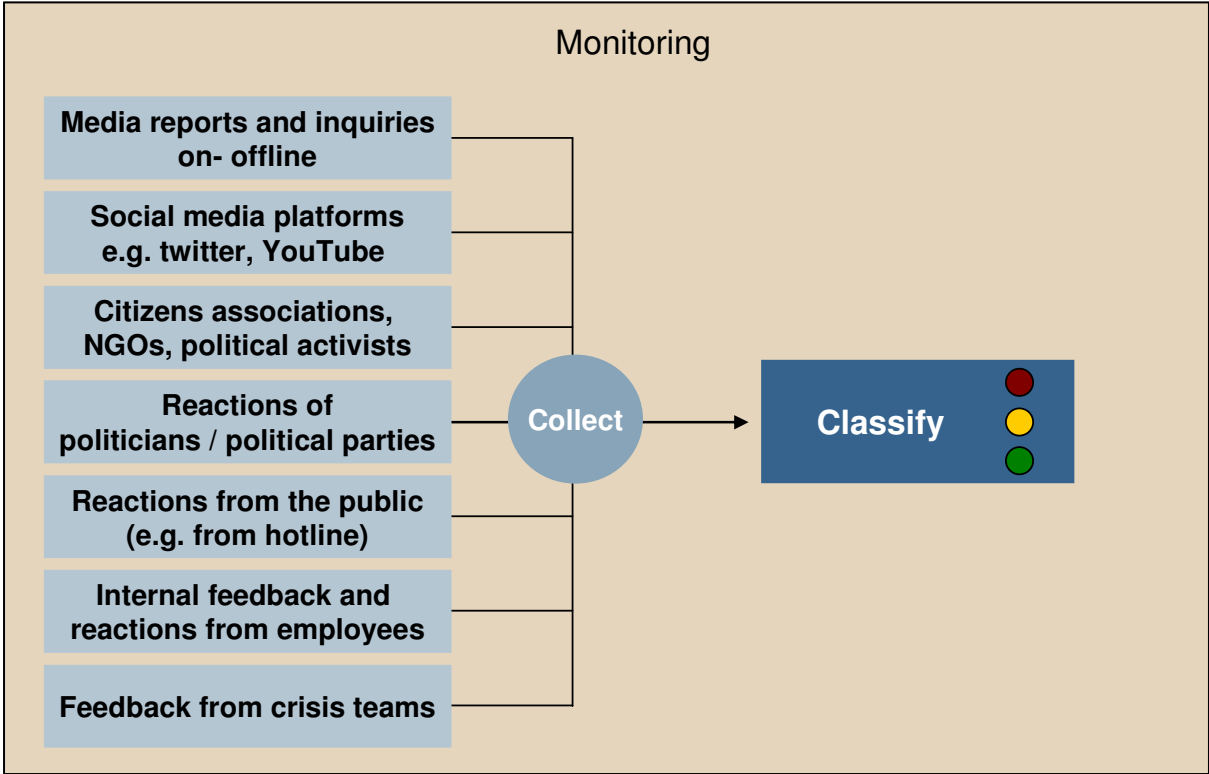 Monitoring
Media reports and inquiries
on- offline
Social media platforms
e.g. twitter, YouTube
Citizens associations,
NGOs, political activists
Reactions of
politicians / political parties
Reactions from the public
(e.g. from hotline)
Internal feedback and
reactions from employees
Feedback from crisis teams
Collect
Classify